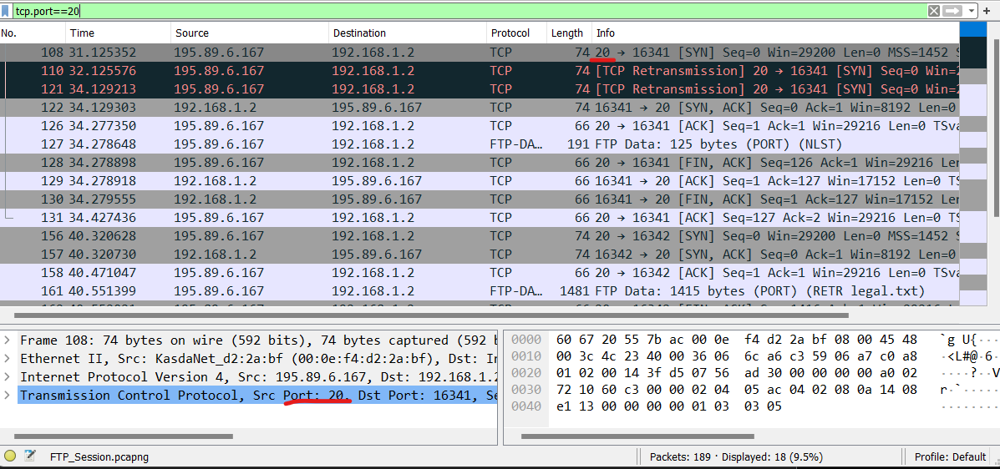 tcp.port==20
No. Time Source Destination Protocol Length Info
108 31.125352 195.89.6.167 192.168.1.2 TCP 74 20 → 16341 [SYN] Seq=0 Win=29200 Len=0 MSS=1452 S
110 32.125576 195.89.6.167 192.168.1.2 TCP 74 [TCP Retransmission] 20 → 16341 [SYN] Seq=0 Win=2
121 34.129213 195.89.6.167 192.168.1.2 TCP 74 [TCP Retransmission] 20 → 16341 [SYN] Seq=0 Win=2
122 34.129303 192.168.1.2 195.89.6.167 TCP 74 16341 → 20 [SYN, ACK] Seq=0 Ack=1 Win=8192 Len=0
126 34.277350 195.89.6.167 192.168.1.2 TCP 66 20 → 16341 [ACK] Seq=1 Ack=1 Win=29216 Len=0 TSva
127 34.278648 195.89.6.167 192.168.1.2 FTP-DA… 191 FTP Data: 125 bytes (PORT) (NLST)
128 34.278898 195.89.6.167 192.168.1.2 TCP 66 20 → 16341 [FIN, ACK] Seq=126 Ack=1 Win=29216 Len
129 34.278918 192.168.1.2 195.89.6.167 TCP 66 16341 → 20 [ACK] Seq=1 Ack=127 Win=17152 Len=0 TS
130 34.279555 192.168.1.2 195.89.6.167 TCP 66 16341 → 20 [FIN, ACK] Seq=1 Ack=127 Win=17152 Len
131 34.427436 195.89.6.167 192.168.1.2 TCP 66 20 → 16341 [ACK] Seq=127 Ack=2 Win=29216 Len=0 TS
156 40.320628 195.89.6.167 192.168.1.2 TCP 74 20 → 16342 [SYN] Seq=0 Win=29200 Len=0 MSS=1452 S
157 40.320730 192.168.1.2 195.89.6.167 TCP 74 16342 → 20 [SYN, ACK] Seq=0 Ack=1 Win=8192 Len=0
158 40.471047 195.89.6.167 192.168.1.2 TCP 66 20 → 16342 [ACK] Seq=1 Ack=1 Win=29216 Len=0 TSva
161 40.551399 195.89.6.167 192.168.1.2 FTP-DA… 1481 FTP Data: 1415 bytes (PORT) (RETR legal.txt)
Frame 108: 74 bytes on wire (592 bits), 74 bytes captured (592 b
Ethernet II, Src: KasdaNet_d2:2a:bf (00:0e:f4:d2:2a:bf), Dst: In
Internet Protocol Version 4, Src: 195.89.6.167, Dst: 192.168.1.2
Transmission Control Protocol, Src Port: 20, Dst Port: 16341, Se
0000 60 67 20 55 7b ac 00 0e f4 d2 2a bf 08 00 45 48 `g U{
0010 00 3c 4c 23 40 00 36 06 6c a6 c3 59 06 a7 c0 a8 ·<L#@·6·
0020 01 02 00 14 3f d5 07 56 ad 30 00 00 00 00 a0 02 ····?··V
0030 72 10 60 c3 00 00 02 04 05 ac 04 02 08 0a 14 08 r·`·····
0040 e1 13 00 00 00 00 01 03 03 05 ········
FTP_Session.pcapng Packets: 189 · Displayed: 18 (9.5%) Profile: Default